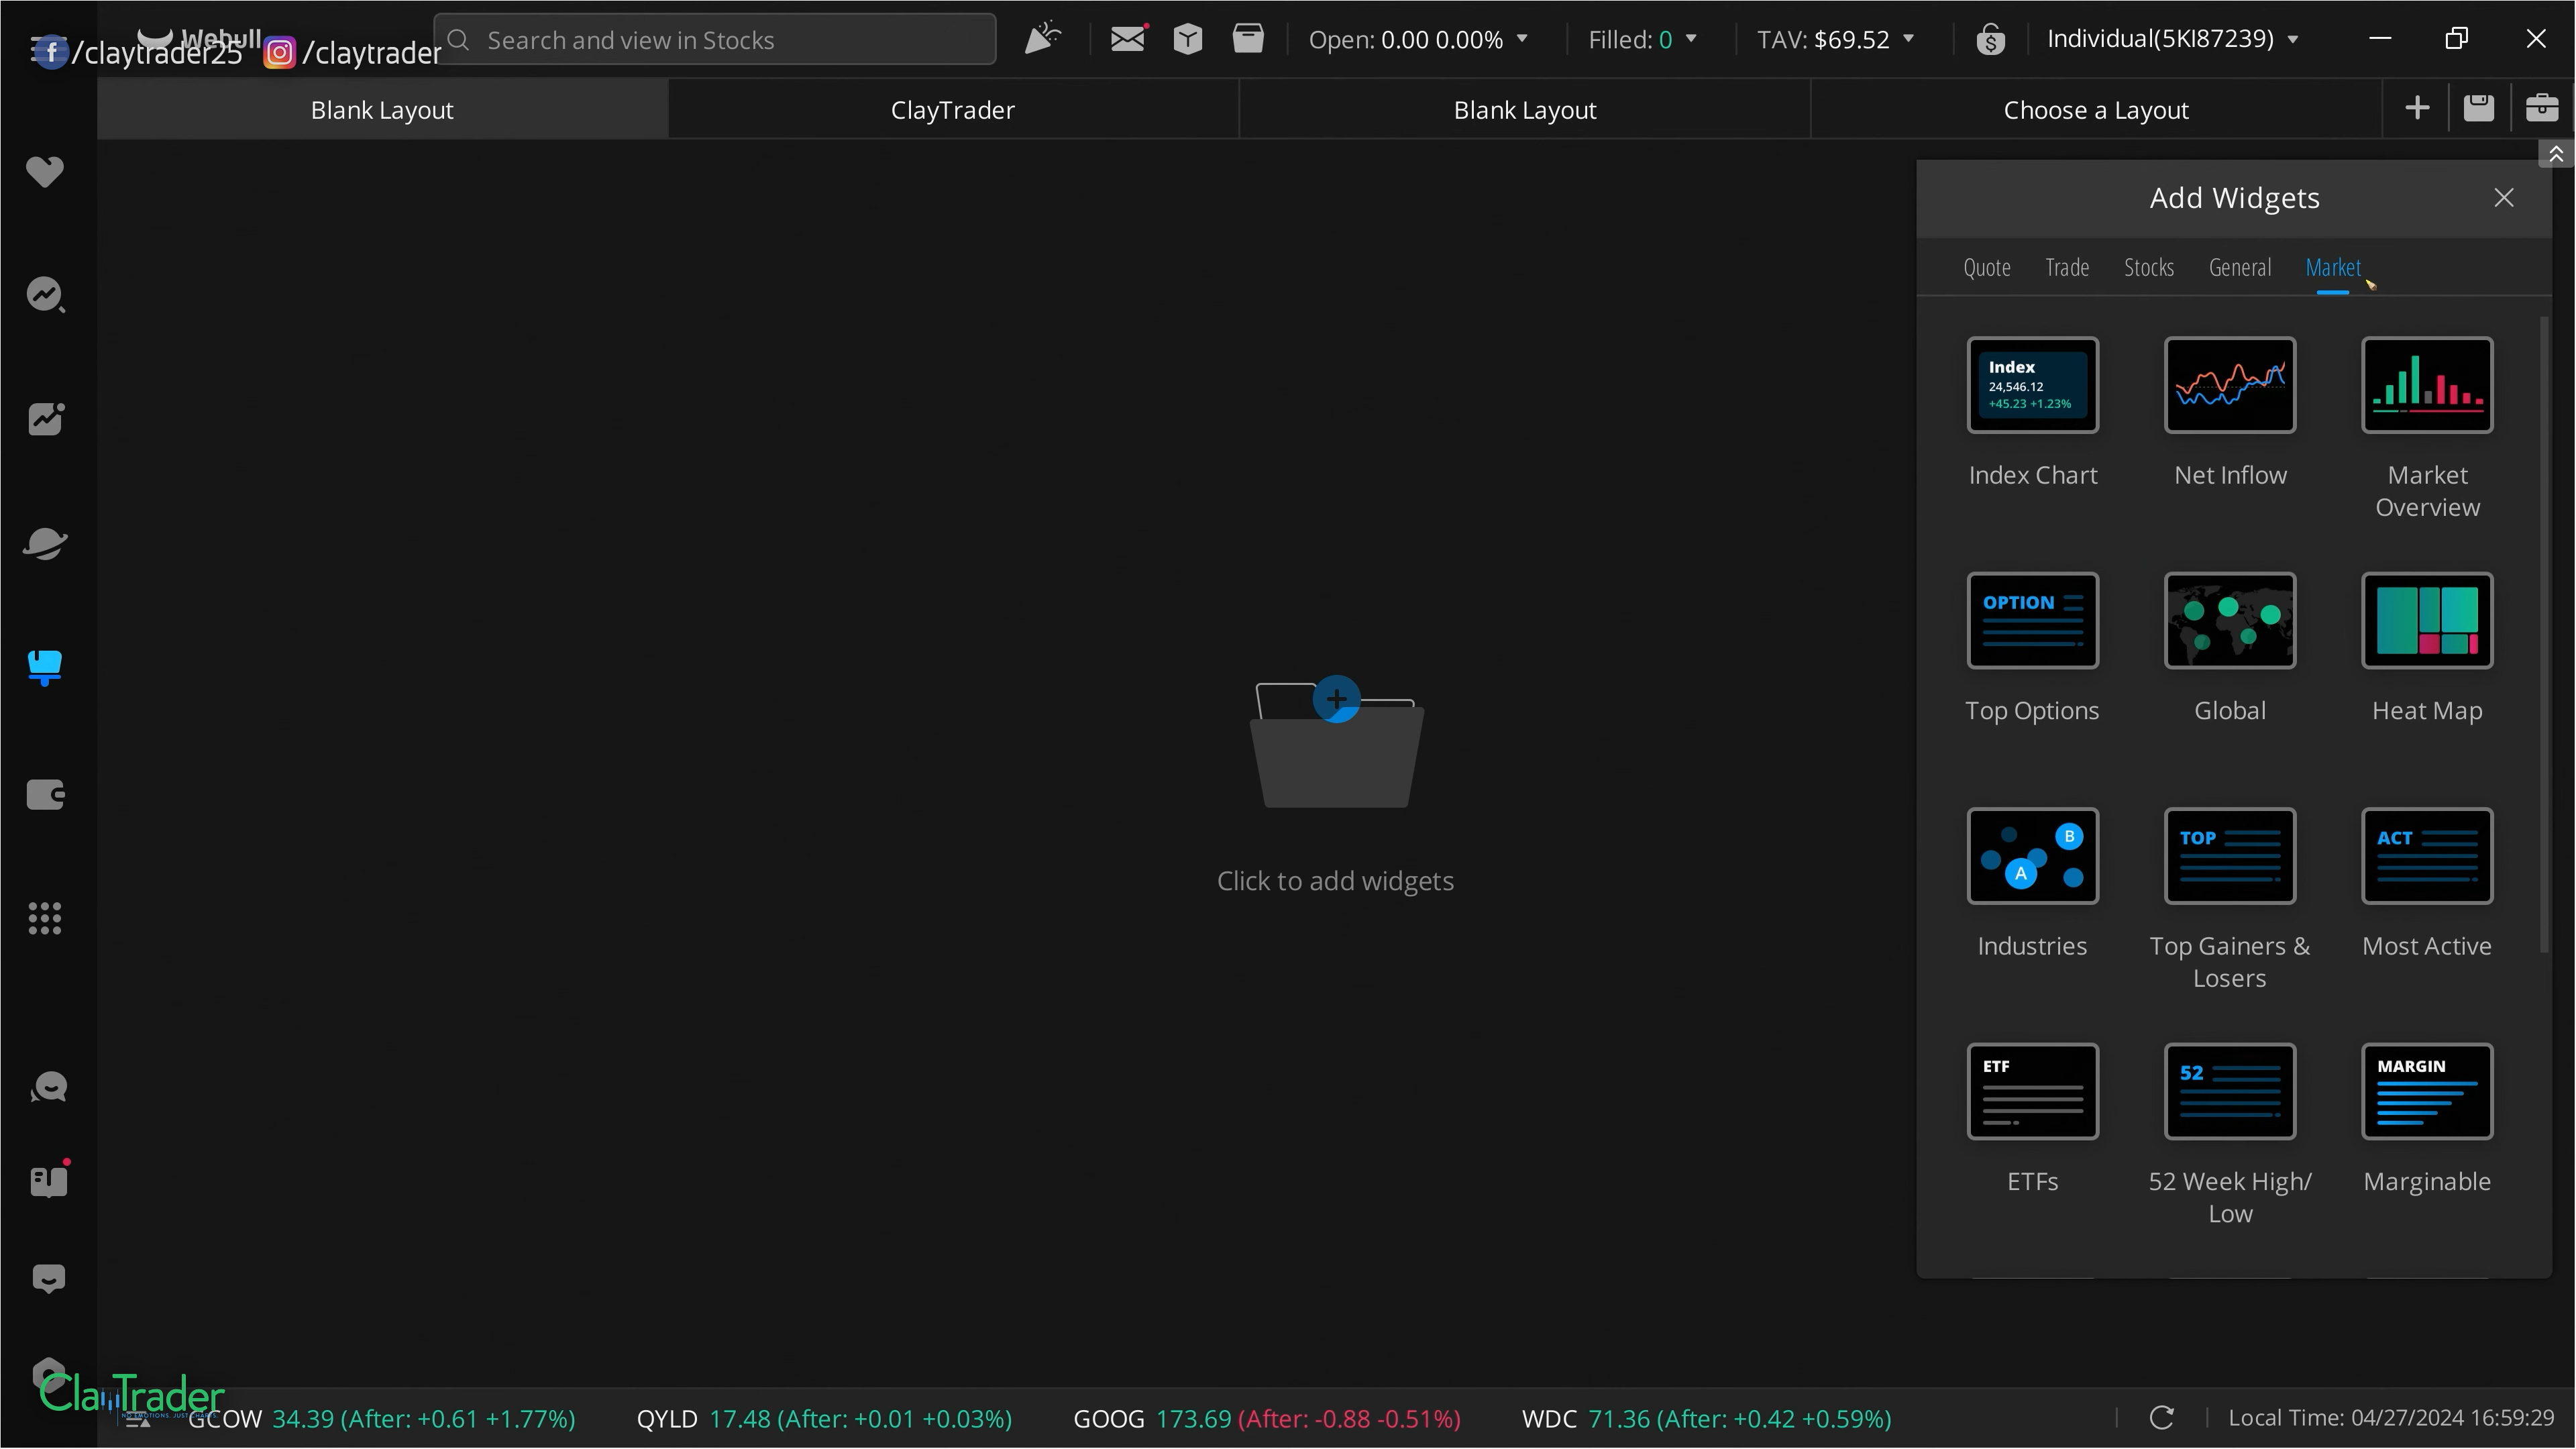 Webull
/claytrader25 /claytrader
Search and view in Stocks
Open: 0.00 0.00%
Filled: 0
TAV: $69.52
Individual(5KI87239)
Blank Layout
ClayTrader
Blank Layout
Choose a Layout
Add Widgets
Quote Trade Stocks General Market
Index
24,546.12
+45.23 +1.23%
Index Chart
Net Inflow
Market
Overview
OPTION
Top Options
Global
Heat Map
A B
Industries
TOP
Top Gainers &
Losers
ACT
Most Active
ETF
ETFs
52
52 Week High/
Low
MARGIN
Marginable
Click to add widgets
ClayTrader
NO EMOTIONS. JUST CHARTS.
GCOW 34.39 (After: +0.61 +1.77%)
QYLD 17.48 (After: +0.01 +0.03%)
GOOG 173.69 (After: -0.88 -0.51%)
WDC 71.36 (After: +0.42 +0.59%)
Local Time: 04/27/2024 16:59:29